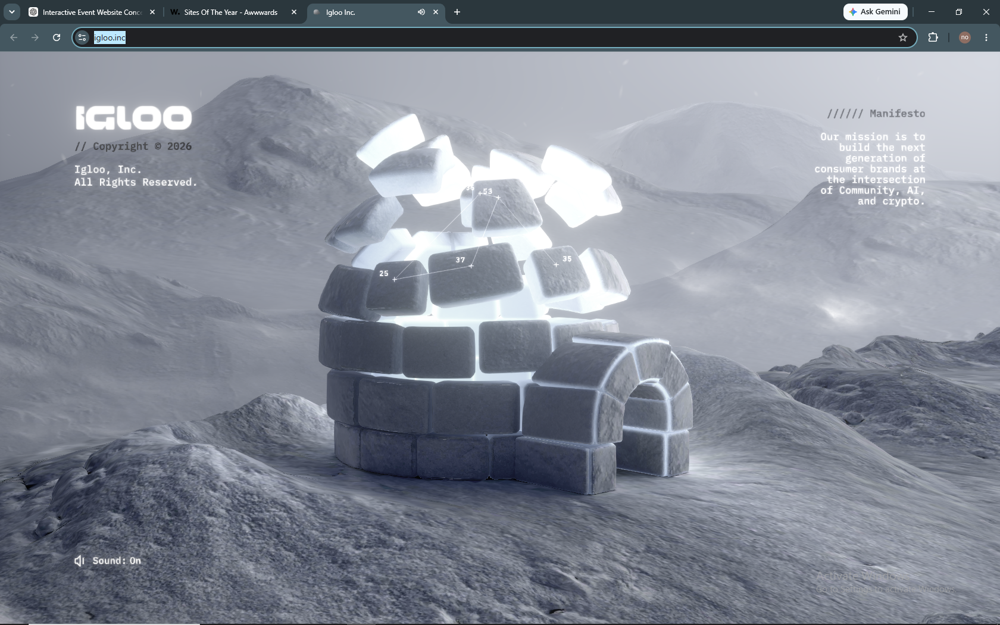 Interactive Event Website Conce
W. Sites Of The Year - Awwwards
Igloo Inc.
Ask Gemini
igloo.inc
no
IGLOO
// Copyright © 2026
Igloo, Inc.
All Rights Reserved.
////// Manifesto
Our mission is to
build the next
generation of
consumer brands at
the intersection
of Community, AI,
and crypto.
36
53
37
35
25
Sound: On
Activate Windows
Go to Settings to activate Windows.